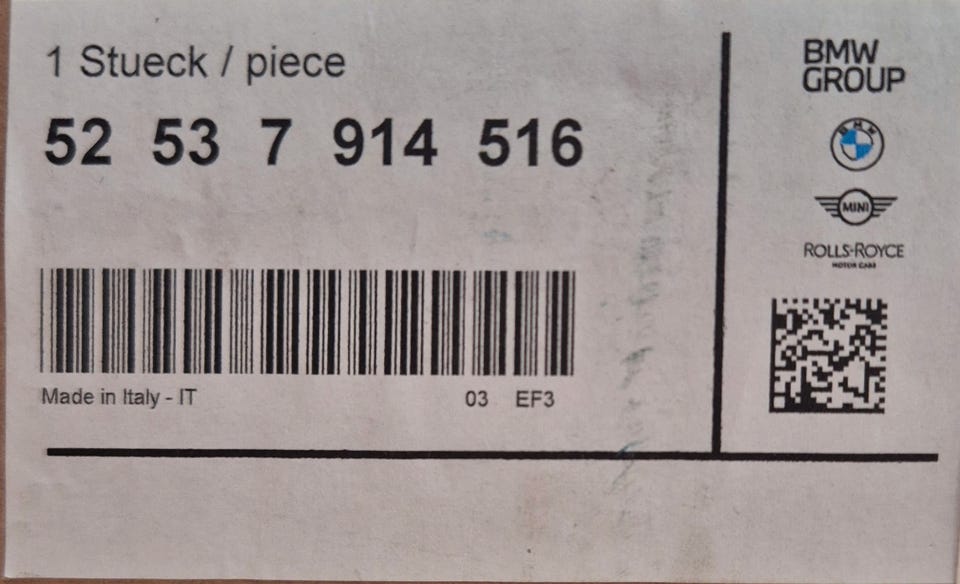 1 Stueck / piece
52 53 7 914 516
Made in Italy - IT
03 EF3
BMW
GROUP
BMW
MINI
ROLLS-ROYCE
MOTOR CARS